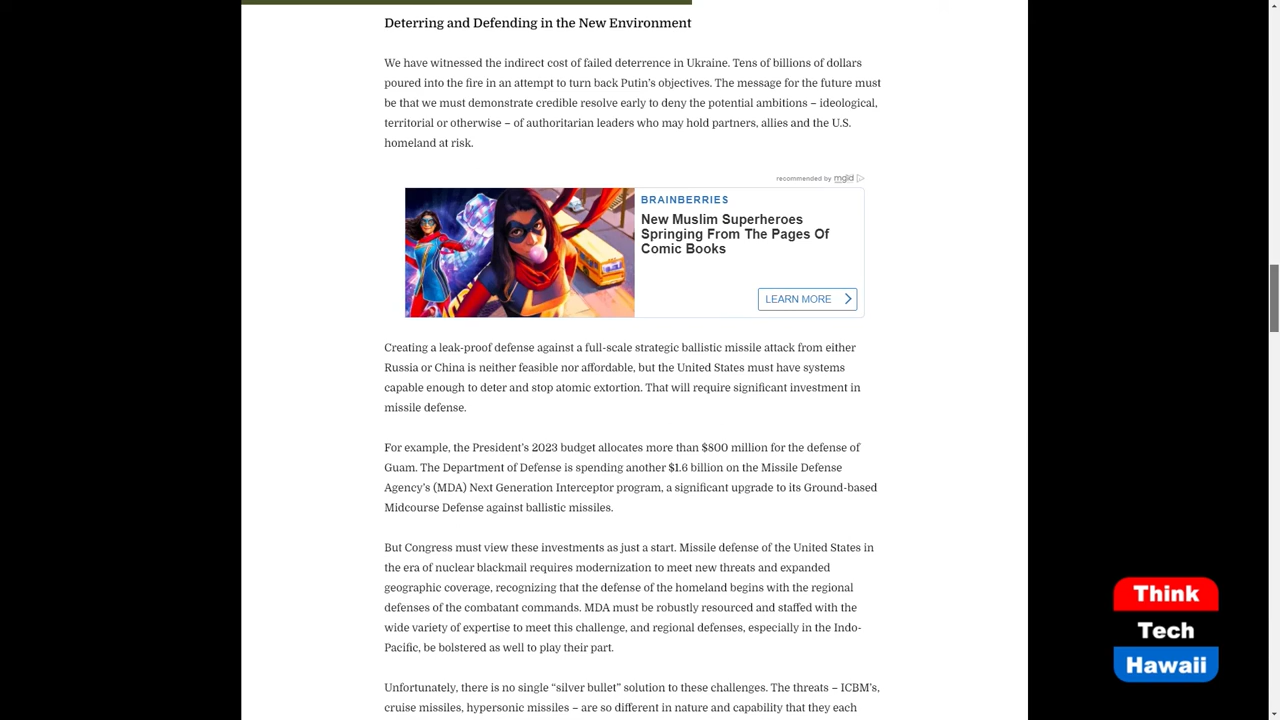 Deterring and Defending in the New Environment
We have witnessed the indirect cost of failed deterrence in Ukraine. Tens of billions of dollars
poured into the fire in an attempt to turn back Putin’s objectives. The message for the future must
be that we must demonstrate credible resolve early to deny the potential ambitions – ideological,
territorial or otherwise – of authoritarian leaders who may hold partners, allies and the U.S.
homeland at risk.
recommended by mgid
BRAINBERRIES
New Muslim Superheroes
Springing From The Pages Of
Comic Books
LEARN MORE
Creating a leak-proof defense against a full-scale strategic ballistic missile attack from either
Russia or China is neither feasible nor affordable, but the United States must have systems
capable enough to deter and stop atomic extortion. That will require significant investment in
missile defense.
For example, the President’s 2023 budget allocates more than $800 million for the defense of
Guam. The Department of Defense is spending another $1.6 billion on the Missile Defense
Agency’s (MDA) Next Generation Interceptor program, a significant upgrade to its Ground-based
Midcourse Defense against ballistic missiles.
But Congress must view these investments as just a start. Missile defense of the United States in
the era of nuclear blackmail requires modernization to meet new threats and expanded
geographic coverage, recognizing that the defense of the homeland begins with the regional
defenses of the combatant commands. MDA must be robustly resourced and staffed with the
wide variety of expertise to meet this challenge, and regional defenses, especially in the Indo-
Pacific, be bolstered as well to play their part.
Unfortunately, there is no single “silver bullet” solution to these challenges. The threats – ICBM’s,
cruise missiles, hypersonic missiles – are so different in nature and capability that they each
Think
Tech
Hawaii